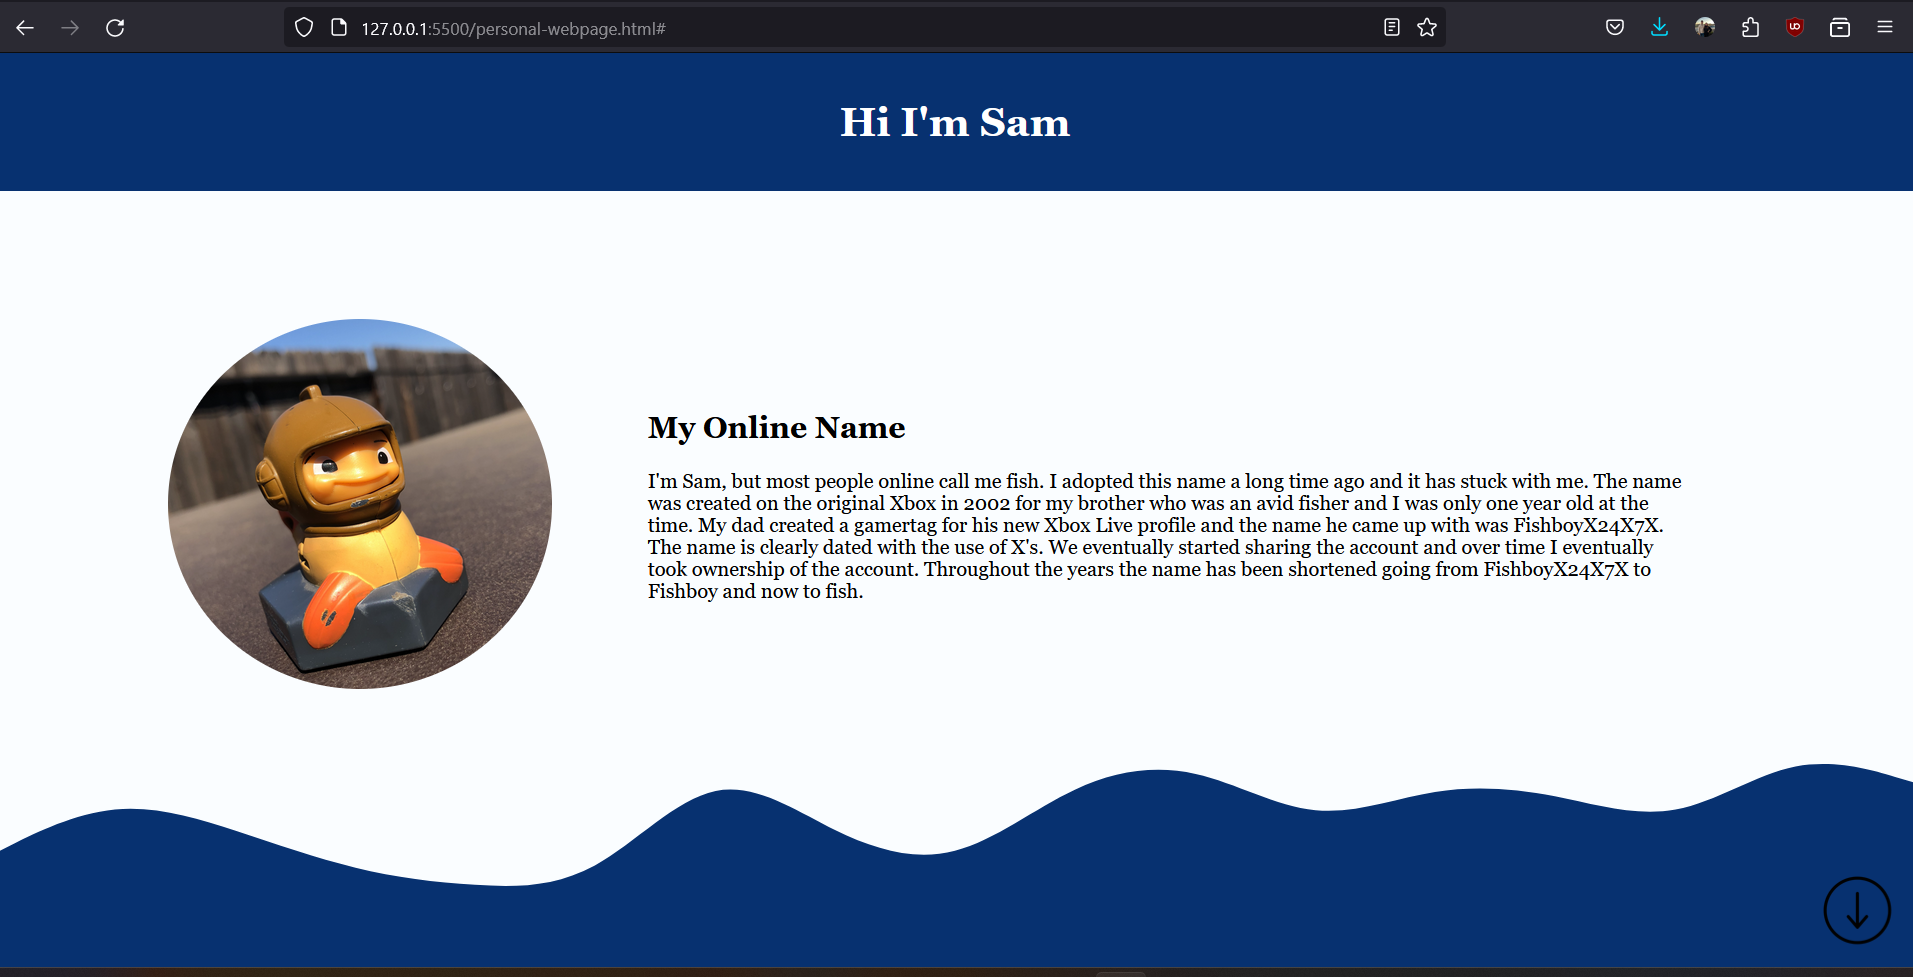 127.0.0.1:5500/personal-webpage.html#
Hi I'm Sam
My Online Name
I'm Sam, but most people online call me fish. I adopted this name a long time ago and it has stuck with me. The name
was created on the original Xbox in 2002 for my brother who was an avid fisher and I was only one year old at the
time. My dad created a gamertag for his new Xbox Live profile and the name he came up with was FishboyX24X7X.
The name is clearly dated with the use of X's. We eventually started sharing the account and over time I eventually
took ownership of the account. Throughout the years the name has been shortened going from FishboyX24X7X to
Fishboy and now to fish.